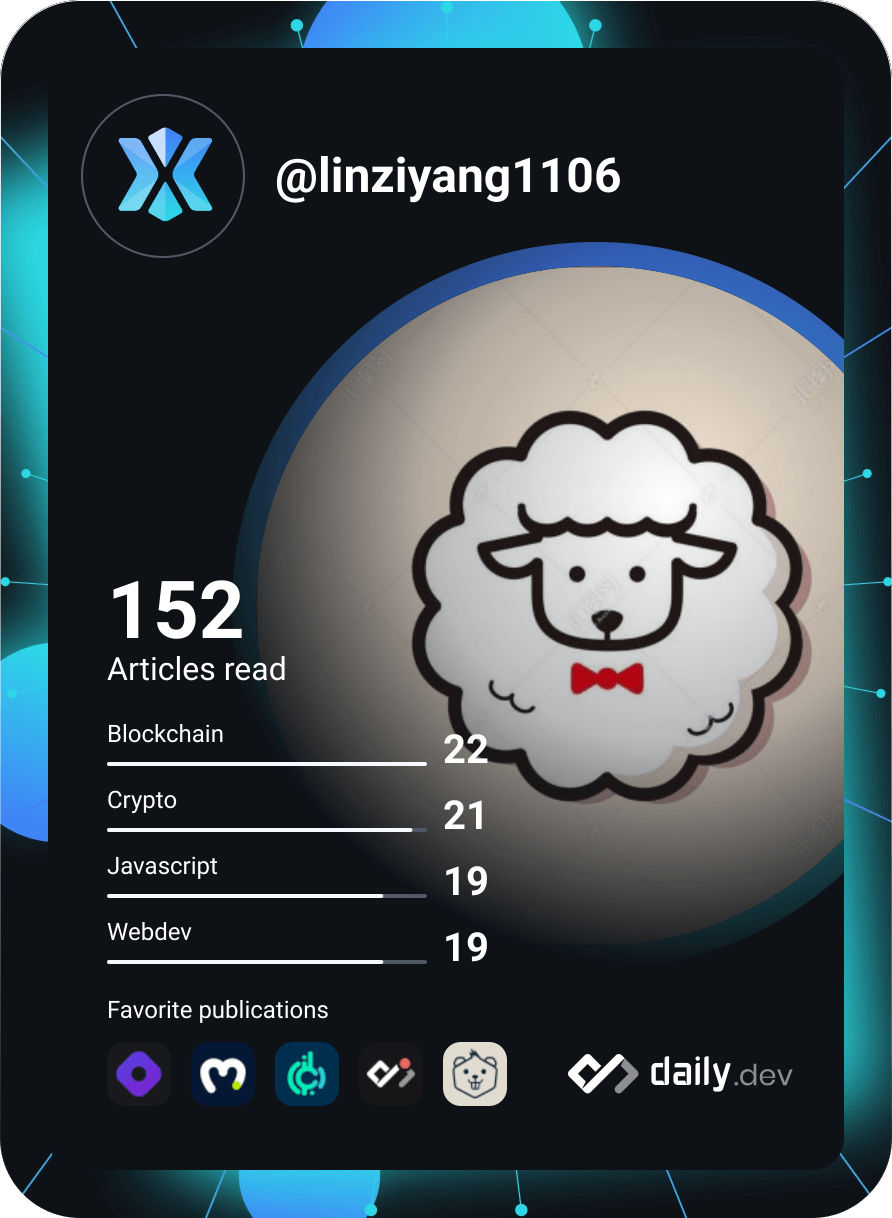 @linziyang1106
152
Articles read
Blockchain
22
Crypto
21
Javascript
19
Webdev
19
Favorite publications
daily.dev